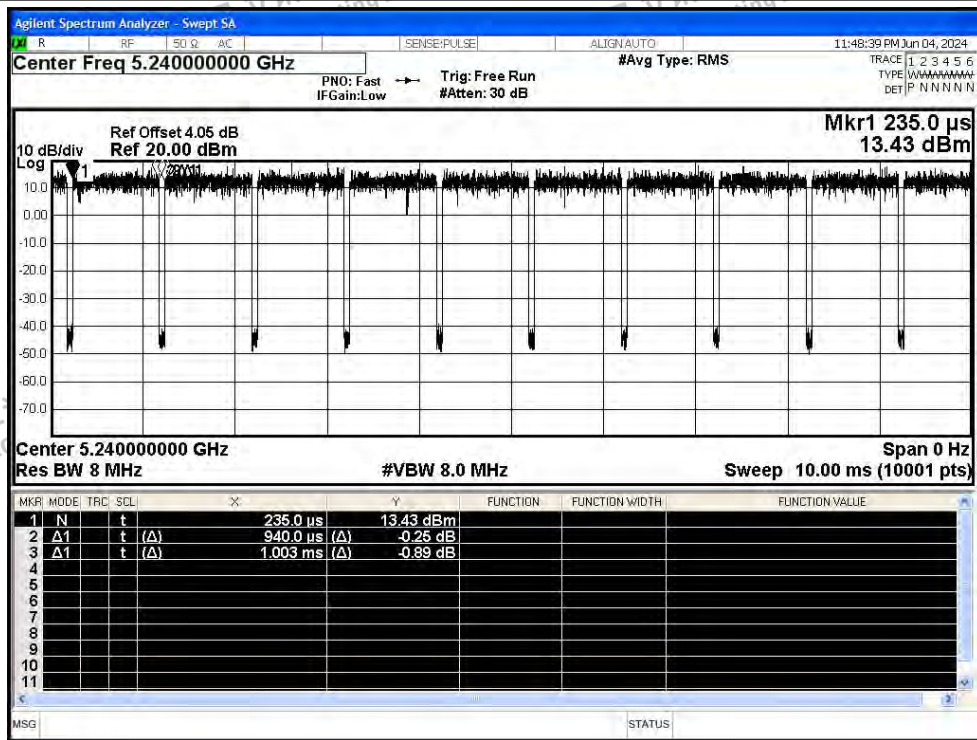 Agilent Spectrum Analyzer - Swept SA
R RF 50 Ω AC SENSE:PULSE ALIGNAUTO 11:48:39 PM Jun 04, 2024
Center Freq 5.240000000 GHz #Avg Type: RMS TRACE 1 2 3 4 5 6
PNO: Fast Trig: Free Run TYPE
IFGain:Low #Atten: 30 dB DET P N N N N N
Mkr1 235.0 µs
13.43 dBm
Ref Offset 4.05 dB
10 dB/div Ref 20.00 dBm
Log
1
10.0
0.00
-10.0
-20.0
-30.0
-40.0
-50.0
-60.0
-70.0
Center 5.240000000 GHz Span 0 Hz
Res BW 8 MHz #VBW 8.0 MHz Sweep 10.00 ms (10001 pts)
MKR MODE TRC SCL X Y FUNCTION FUNCTION WIDTH FUNCTION VALUE
1 N t 235.0 µs 13.43 dBm
2 Δ1 t (Δ) 940.0 µs (Δ) -0.25 dB
3 Δ1 t (Δ) 1.003 ms (Δ) -0.89 dB
4
5
6
7
8
9
10
11
MSG STATUS